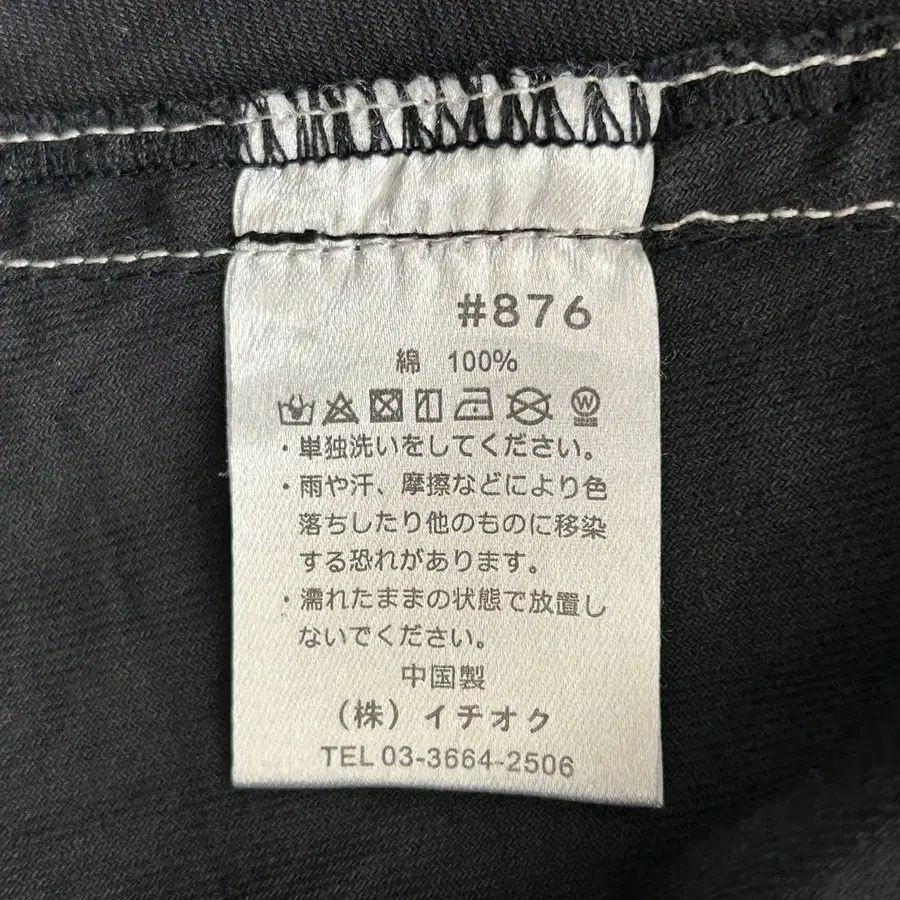 #876
綿 100%
W
・単独洗いをしてください。
・雨や汗、摩擦などにより色
落ちしたり他のものに移染
する恐れがあります。
・濡れたままの状態で放置し
ないでください。
中国製
(株)イチオク
TEL 03-3664-2506